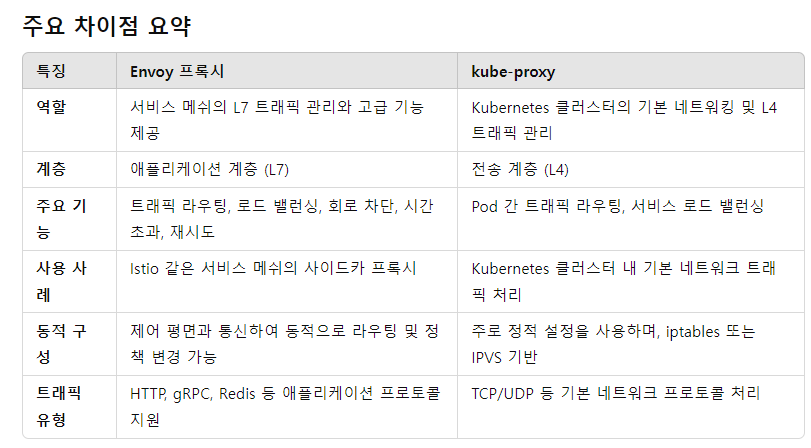 주요 차이점 요약
특징 Envoy 프록시 kube-proxy
역할 서비스 메쉬의 L7 트래픽 관리와 고급 기능 제공 Kubernetes 클러스터의 기본 네트워킹 및 L4 트래픽 관리
계층 애플리케이션 계층 (L7) 전송 계층 (L4)
주요 기능 트래픽 라우팅, 로드 밸런싱, 회로 차단, 시간 초과, 재시도 Pod 간 트래픽 라우팅, 서비스 로드 밸런싱
사용 사례 Istio 같은 서비스 메쉬의 사이드카 프록시 Kubernetes 클러스터 내 기본 네트워크 트래픽 처리
동적 구성 제어 평면과 통신하여 동적으로 라우팅 및 정책 변경 가능 주로 정적 설정을 사용하며, iptables 또는 IPVS 기반
트래픽 유형 HTTP, gRPC, Redis 등 애플리케이션 프로토콜 지원 TCP/UDP 등 기본 네트워크 프로토콜 처리